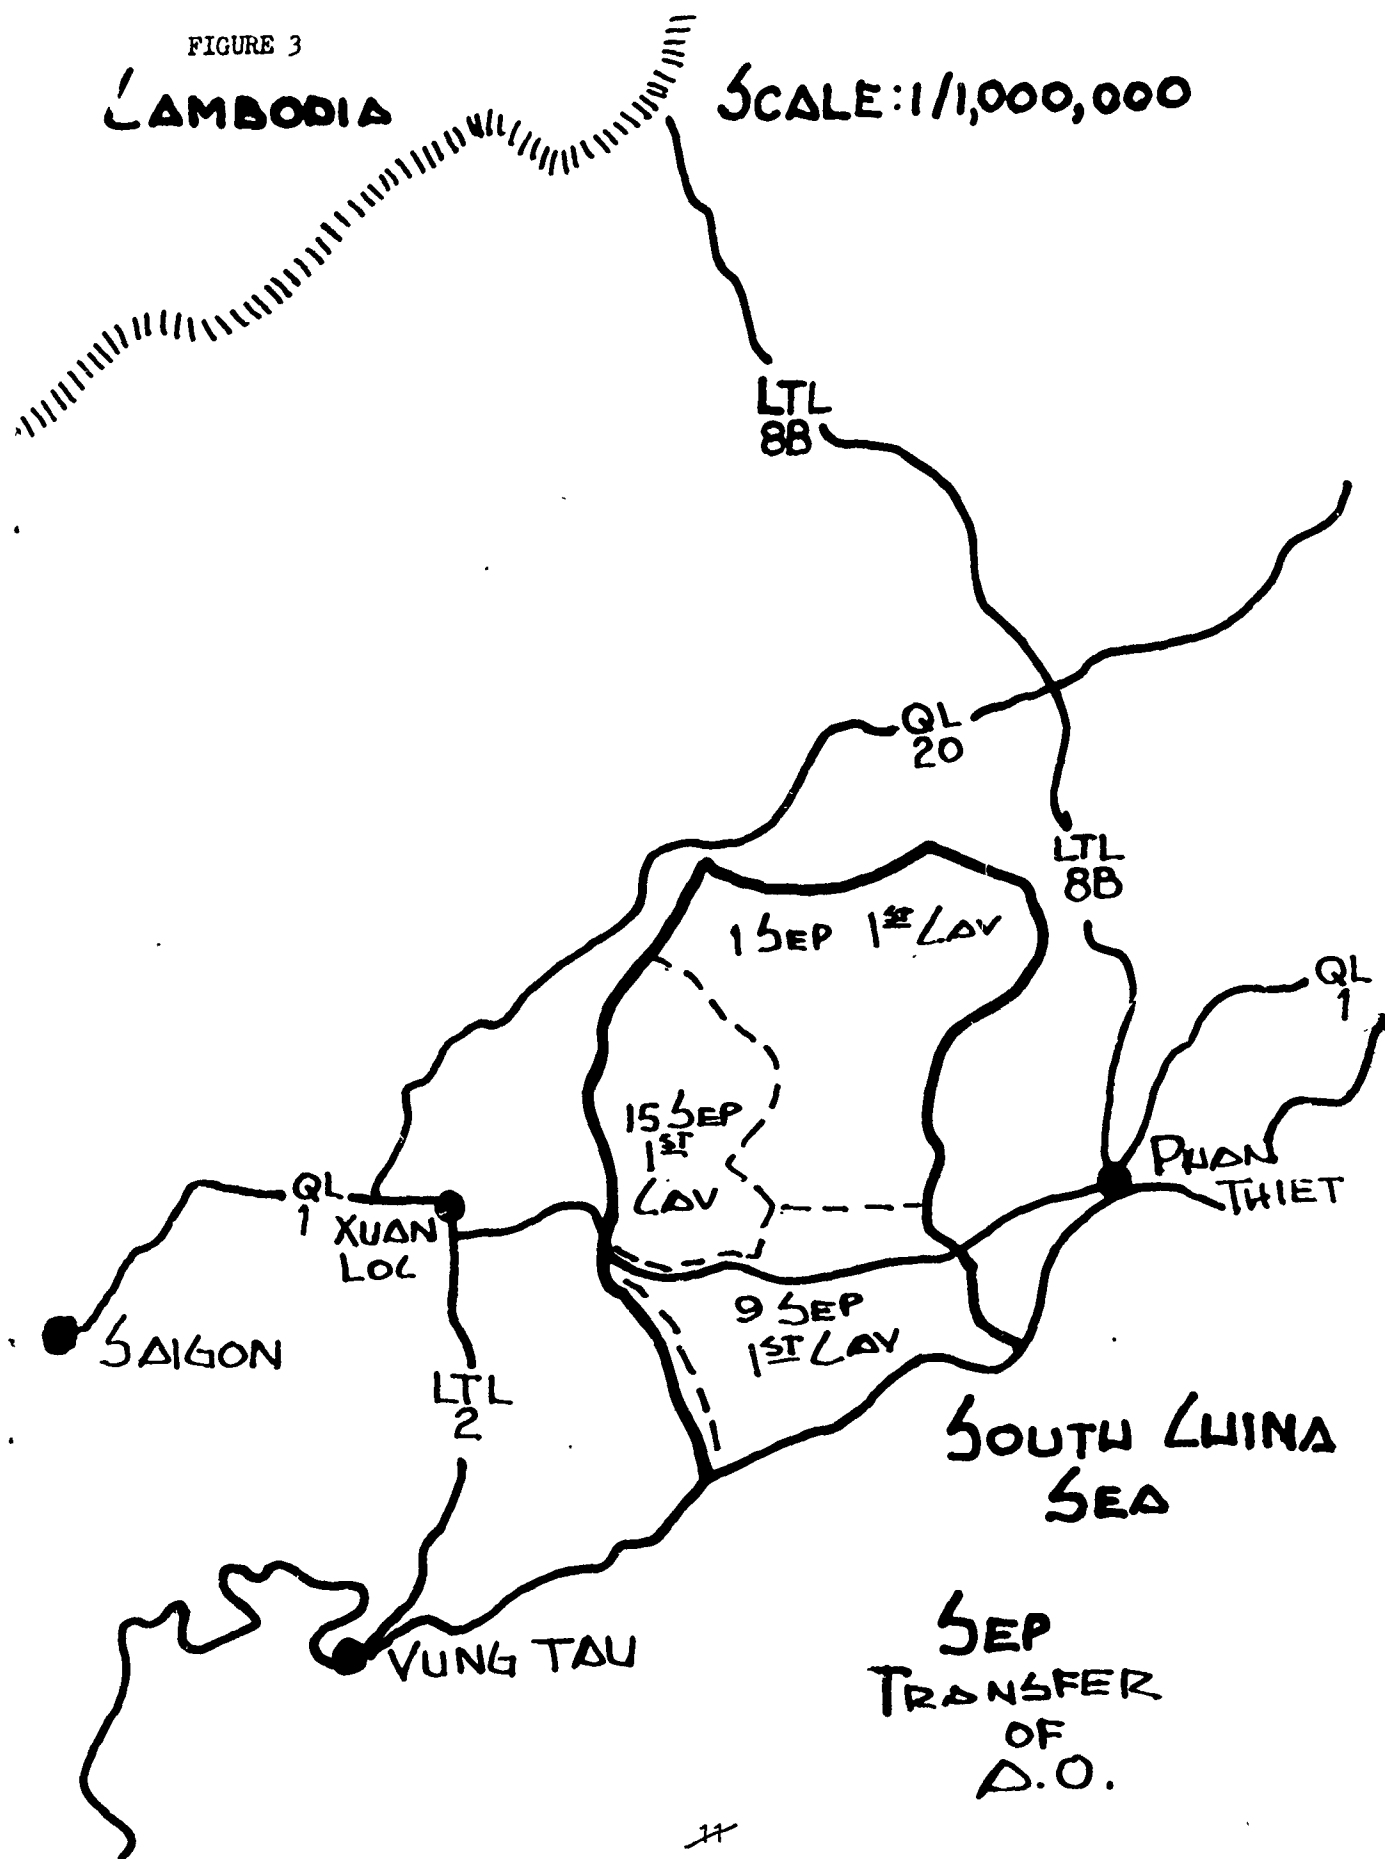 FIGURE 3
CAMBODIA
SCALE: 1/1,000,000
LTL
8B
QL
20
LTL
8B
1 SEP 1ST CAV
QL
1
15 SEP
1ST
CAV
PHAN
THIET
QL
1
XUAN
LOC
9 SEP
1ST CAV
SAIGON
LTL
2
SOUTH CHINA
SEA
SEP
TRANSFER
OF
A.O.
VUNG TAU
11